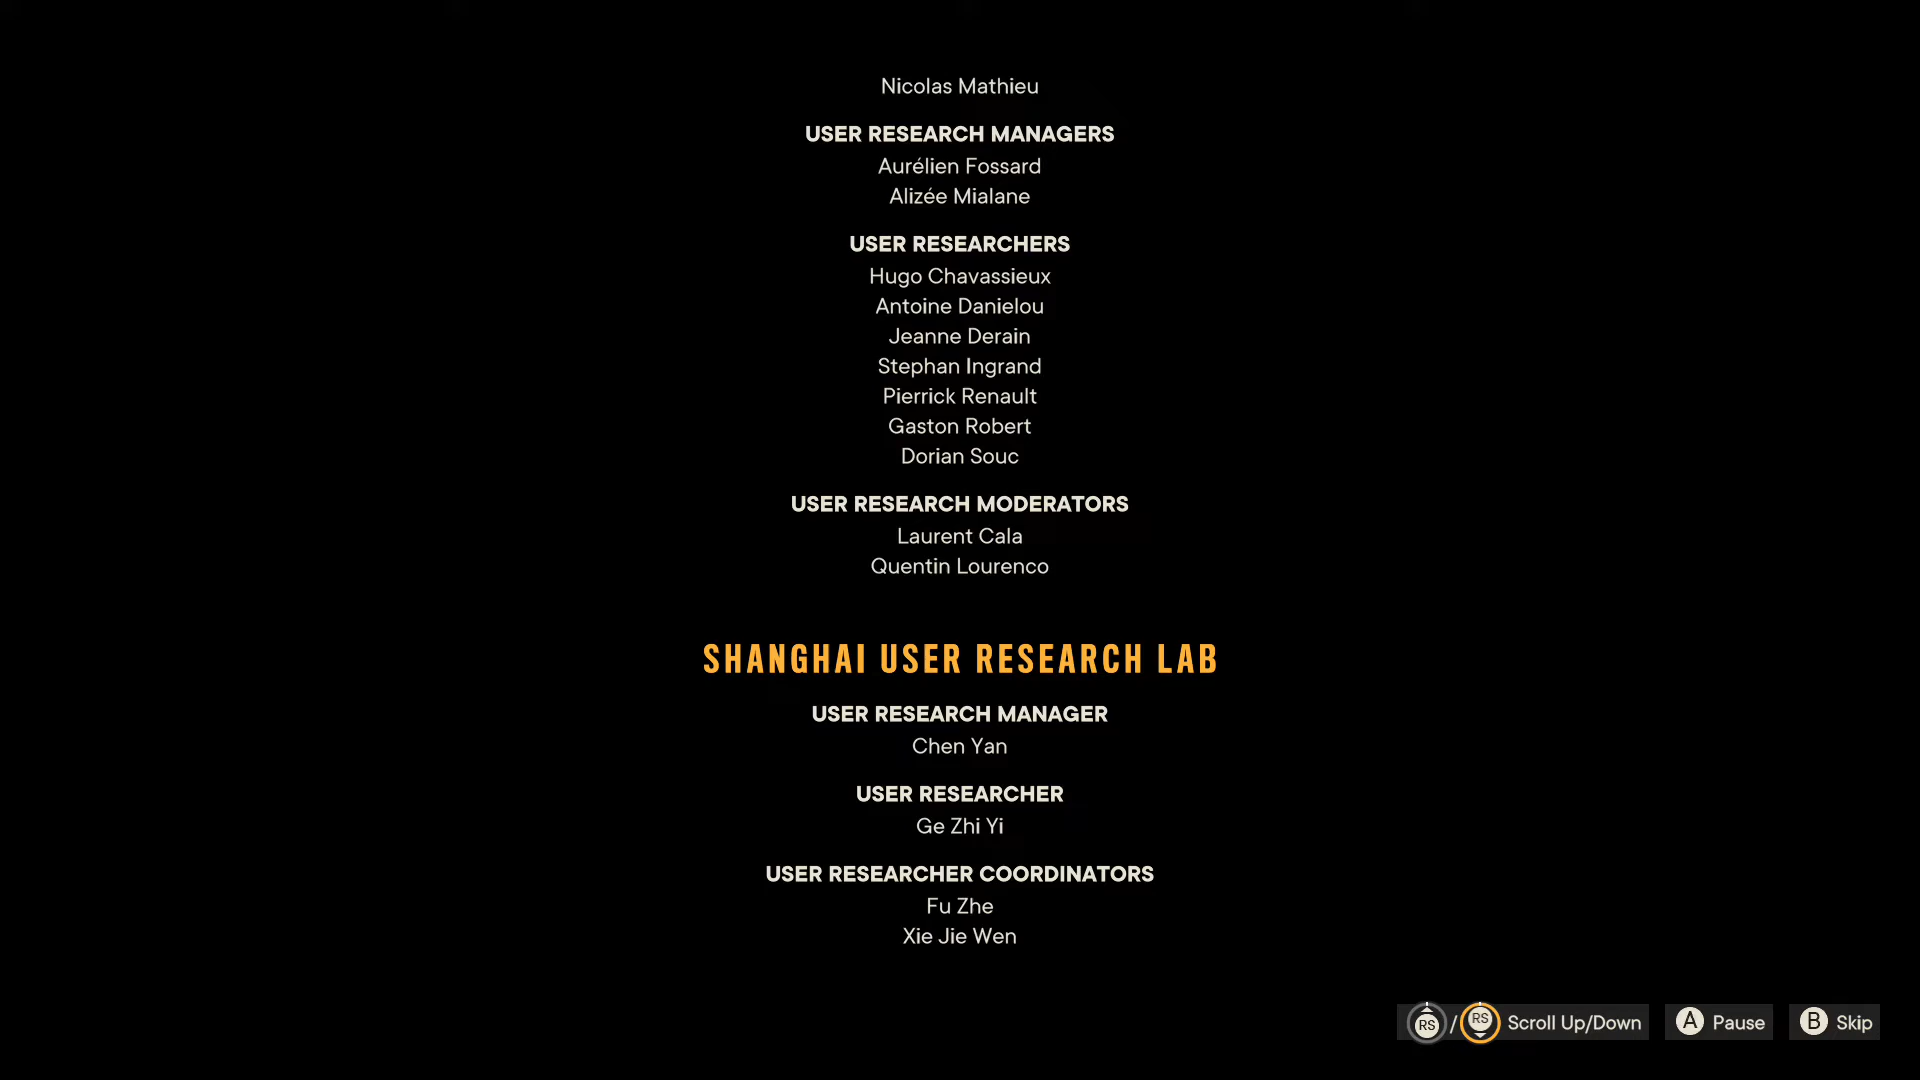 Nicolas Mathieu
USER RESEARCH MANAGERS
Aurélien Fossard
Alizée Mialane
USER RESEARCHERS
Hugo Chavassieux
Antoine Danielou
Jeanne Derain
Stephan Ingrand
Pierrick Renault
Gaston Robert
Dorian Souc
USER RESEARCH MODERATORS
Laurent Cala
Quentin Lourenco
SHANGHAI USER RESEARCH LAB
USER RESEARCH MANAGER
Chen Yan
USER RESEARCHER
Ge Zhi Yi
USER RESEARCHER COORDINATORS
Fu Zhe
Xie Jie Wen
RS / RS Scroll Up/Down A Pause B Skip